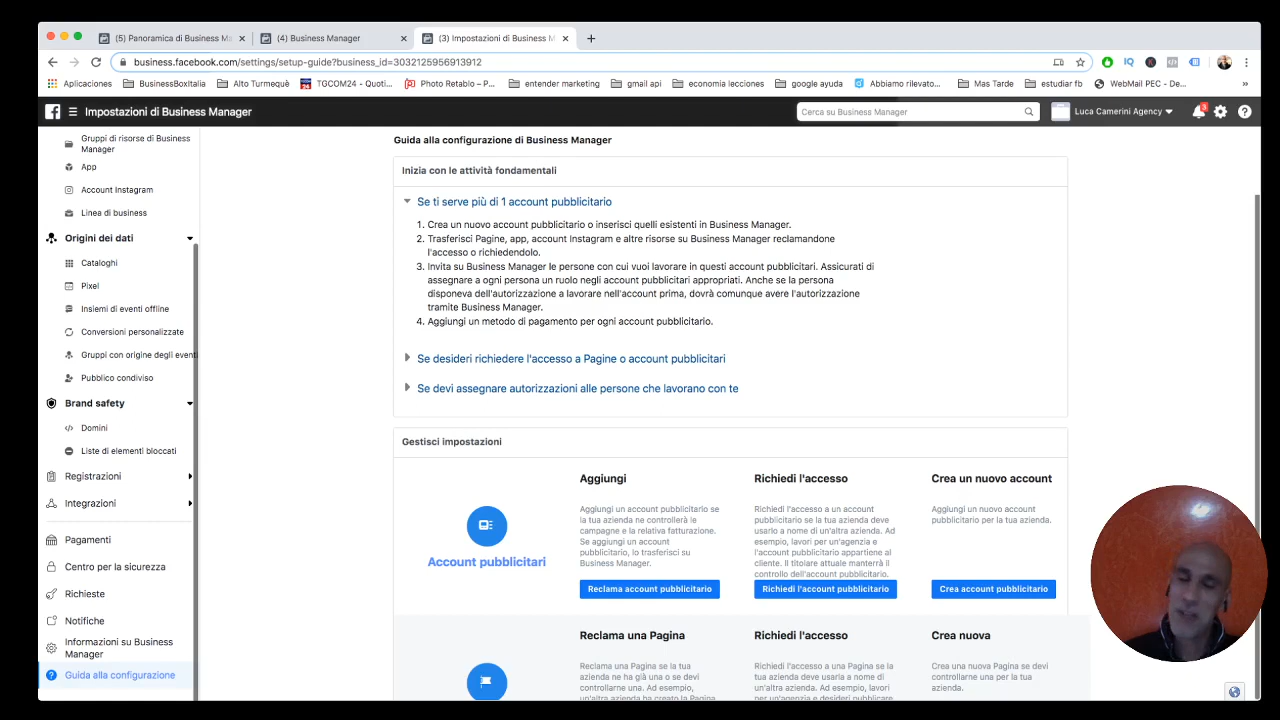 (5) Panoramica di Business Ma
(4) Business Manager
(3) Impostazioni di Business M
business.facebook.com/settings/setup-guide?business_id=3032125956913912
Aplicaciones
BusinessBoxItalia
Alto Turmequè
TGCOM24 - Quoti...
Photo Retablo – P...
entender marketing
gmail api
economia lecciones
google ayuda
Abbiamo rilevato...
Mas Tarde
estudiar fb
WebMail PEC - De...
Impostazioni di Business Manager
Cerca su Business Manager
Luca Camerini Agency
3
Gruppi di risorse di Business
Manager
App
Account Instagram
Linea di business
Origini dei dati
Cataloghi
Pixel
Insiemi di eventi offline
Conversioni personalizzate
Gruppi con origine degli eventi
Pubblico condiviso
Brand safety
Domini
Liste di elementi bloccati
Registrazioni
Integrazioni
Pagamenti
Centro per la sicurezza
Richieste
Notifiche
Informazioni su Business
Manager
Guida alla configurazione
Guida alla configurazione di Business Manager
Inizia con le attività fondamentali
Se ti serve più di 1 account pubblicitario
1. Crea un nuovo account pubblicitario o inserisci quelli esistenti in Business Manager.
2. Trasferisci Pagine, app, account Instagram e altre risorse su Business Manager reclamandone
l'accesso o richiedendolo.
3. Invita su Business Manager le persone con cui vuoi lavorare in questi account pubblicitari. Assicurati di
assegnare a ogni persona un ruolo negli account pubblicitari appropriati. Anche se la persona
disponeva dell'autorizzazione a lavorare nell'account prima, dovrà comunque avere l'autorizzazione
tramite Business Manager.
4. Aggiungi un metodo di pagamento per ogni account pubblicitario.
Se desideri richiedere l'accesso a Pagine o account pubblicitari
Se devi assegnare autorizzazioni alle persone che lavorano con te
Gestisci impostazioni
Account pubblicitari
Aggiungi
Aggiungi un account pubblicitario se
la tua azienda ne controllerà le
campagne e la relativa fatturazione.
Se aggiungi un account
pubblicitario, lo trasferisci su
Business Manager.
Reclama account pubblicitario
Richiedi l'accesso
Richiedi l'accesso a un account
pubblicitario se la tua azienda deve
usarlo a nome di un'altra azienda. Ad
esempio, lavori per un'agenzia e
l'account pubblicitario appartiene al
cliente. Il titolare attuale manterrà il
controllo dell'account pubblicitario.
Richiedi l'account pubblicitario
Crea un nuovo account
Aggiungi un nuovo account
pubblicitario per la tua azienda.
Crea account pubblicitario
Reclama una Pagina
Reclama una Pagina se la tua
azienda ne ha già una o se devi
controllarne una. Ad esempio,
un'altra azienda ha creato la Pagina
Richiedi l'accesso
Richiedi l'accesso a una Pagina se la
tua azienda deve usarla a nome di
un'altra azienda. Ad esempio, lavori
per un'agenzia e desideri pubblicare
Crea nuova
Crea una nuova Pagina se devi
configurarne una per la tua
azienda.